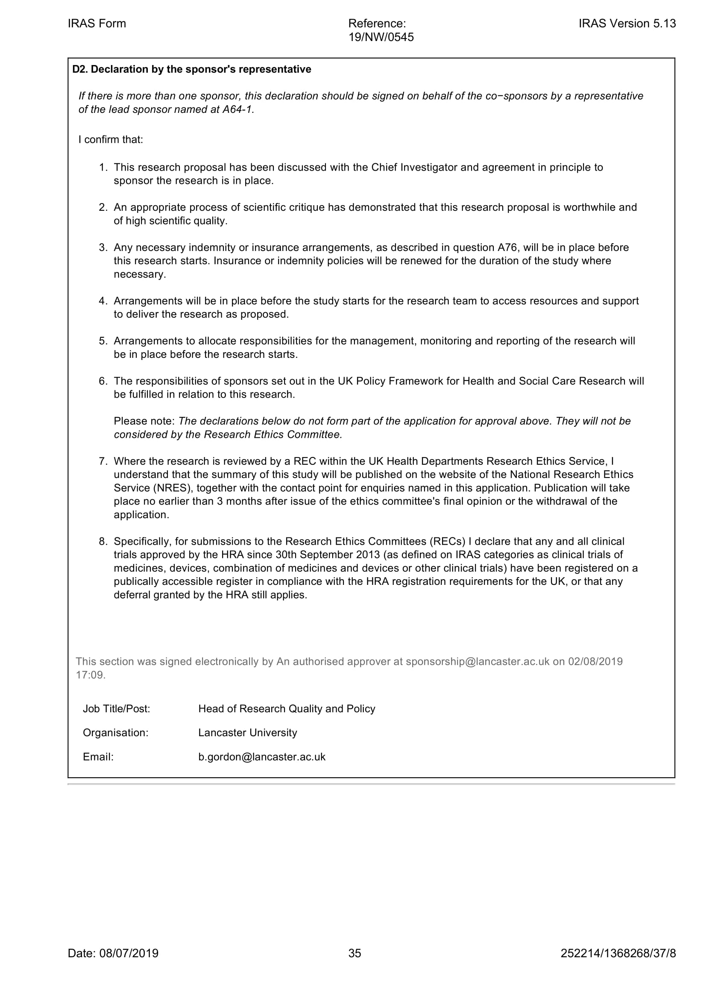 IRAS Form
Reference:
19/NW/0545
IRAS Version 5.13
D2. Declaration by the sponsor's representative
If there is more than one sponsor, this declaration should be signed on behalf of the co−sponsors by a representative
of the lead sponsor named at A64-1.
I confirm that:
1. This research proposal has been discussed with the Chief Investigator and agreement in principle to
sponsor the research is in place.
2. An appropriate process of scientific critique has demonstrated that this research proposal is worthwhile and
of high scientific quality.
3. Any necessary indemnity or insurance arrangements, as described in question A76, will be in place before
this research starts. Insurance or indemnity policies will be renewed for the duration of the study where
necessary.
4. Arrangements will be in place before the study starts for the research team to access resources and support
to deliver the research as proposed.
5. Arrangements to allocate responsibilities for the management, monitoring and reporting of the research will
be in place before the research starts.
6. The responsibilities of sponsors set out in the UK Policy Framework for Health and Social Care Research will
be fulfilled in relation to this research.
Please note: The declarations below do not form part of the application for approval above. They will not be
considered by the Research Ethics Committee.
7. Where the research is reviewed by a REC within the UK Health Departments Research Ethics Service, I
understand that the summary of this study will be published on the website of the National Research Ethics
Service (NRES), together with the contact point for enquiries named in this application. Publication will take
place no earlier than 3 months after issue of the ethics committee's final opinion or the withdrawal of the
application.
8. Specifically, for submissions to the Research Ethics Committees (RECs) I declare that any and all clinical
trials approved by the HRA since 30th September 2013 (as defined on IRAS categories as clinical trials of
medicines, devices, combination of medicines and devices or other clinical trials) have been registered on a
publically accessible register in compliance with the HRA registration requirements for the UK, or that any
deferral granted by the HRA still applies.
This section was signed electronically by An authorised approver at sponsorship@lancaster.ac.uk on 02/08/2019
17:09.
Job Title/Post: Head of Research Quality and Policy
Organisation: Lancaster University
Email: b.gordon@lancaster.ac.uk
Date: 08/07/2019
35
252214/1368268/37/8